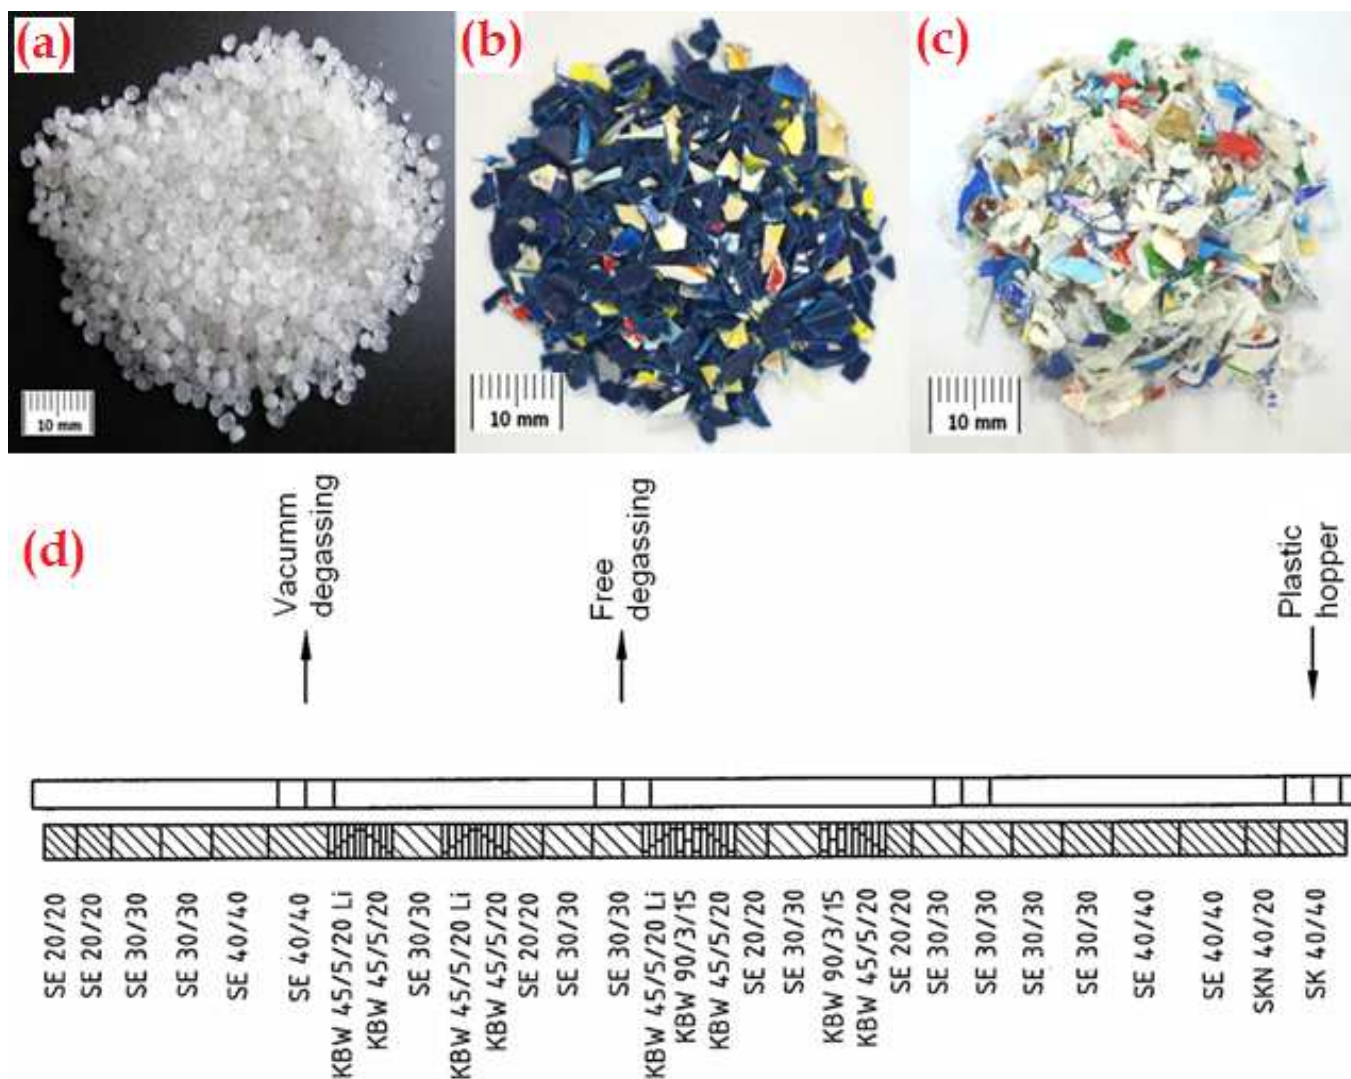 (a)
(b)
(c)
10 mm
10 mm
10 mm
(d)
Vacumm
degassing
Free
degassing
Plastic
hopper
SE 20/20
SE 20/20
SE 30/30
SE 30/30
SE 40/40
SE 40/40
KBW 45/5/20 Li
KBW 45/5/20
SE 30/30
KBW 45/5/20 Li
KBW 45/5/20
SE 20/20
SE 30/30
SE 30/30
KBW 45/5/20 Li
KBW 90/3/15
KBW 45/5/20
SE 20/20
SE 30/30
KBW 90/3/15
KBW 45/5/20
SE 20/20
SE 30/30
SE 30/30
SE 30/30
SE 30/30
SE 40/40
SE 40/40
SKN 40/20
SK 40/40